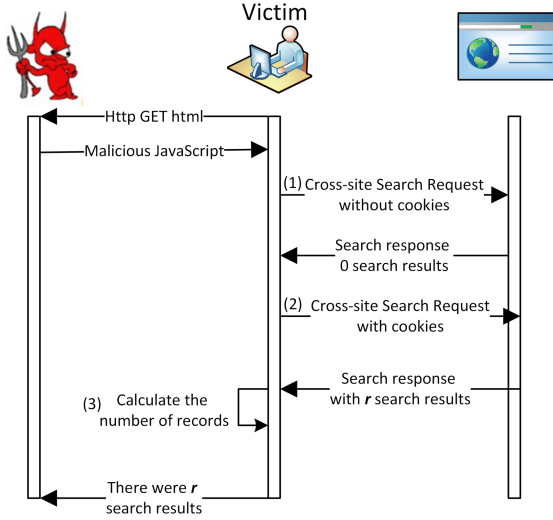 Victim
Http GET html
Malicious JavaScript
(1) Cross-site Search Request
without cookies
Search response
0 search results
(2) Cross-site Search Request
with cookies
Search response
with r search results
(3) Calculate the
number of records
There were r
search results